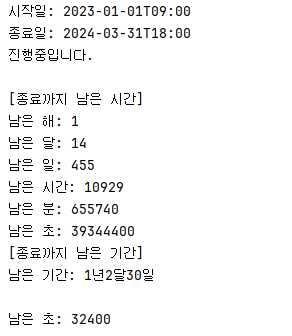 시작일: 2023-01-01T09:00
종료일: 2024-03-31T18:00
진행중입니다.
[종료까지 남은 시간]
남은 해: 1
남은 달: 14
남은 일: 455
남은 시간: 10929
남은 분: 655740
남은 초: 39344400
[종료까지 남은 기간]
남은 기간: 1년2달30일
남은 초: 32400